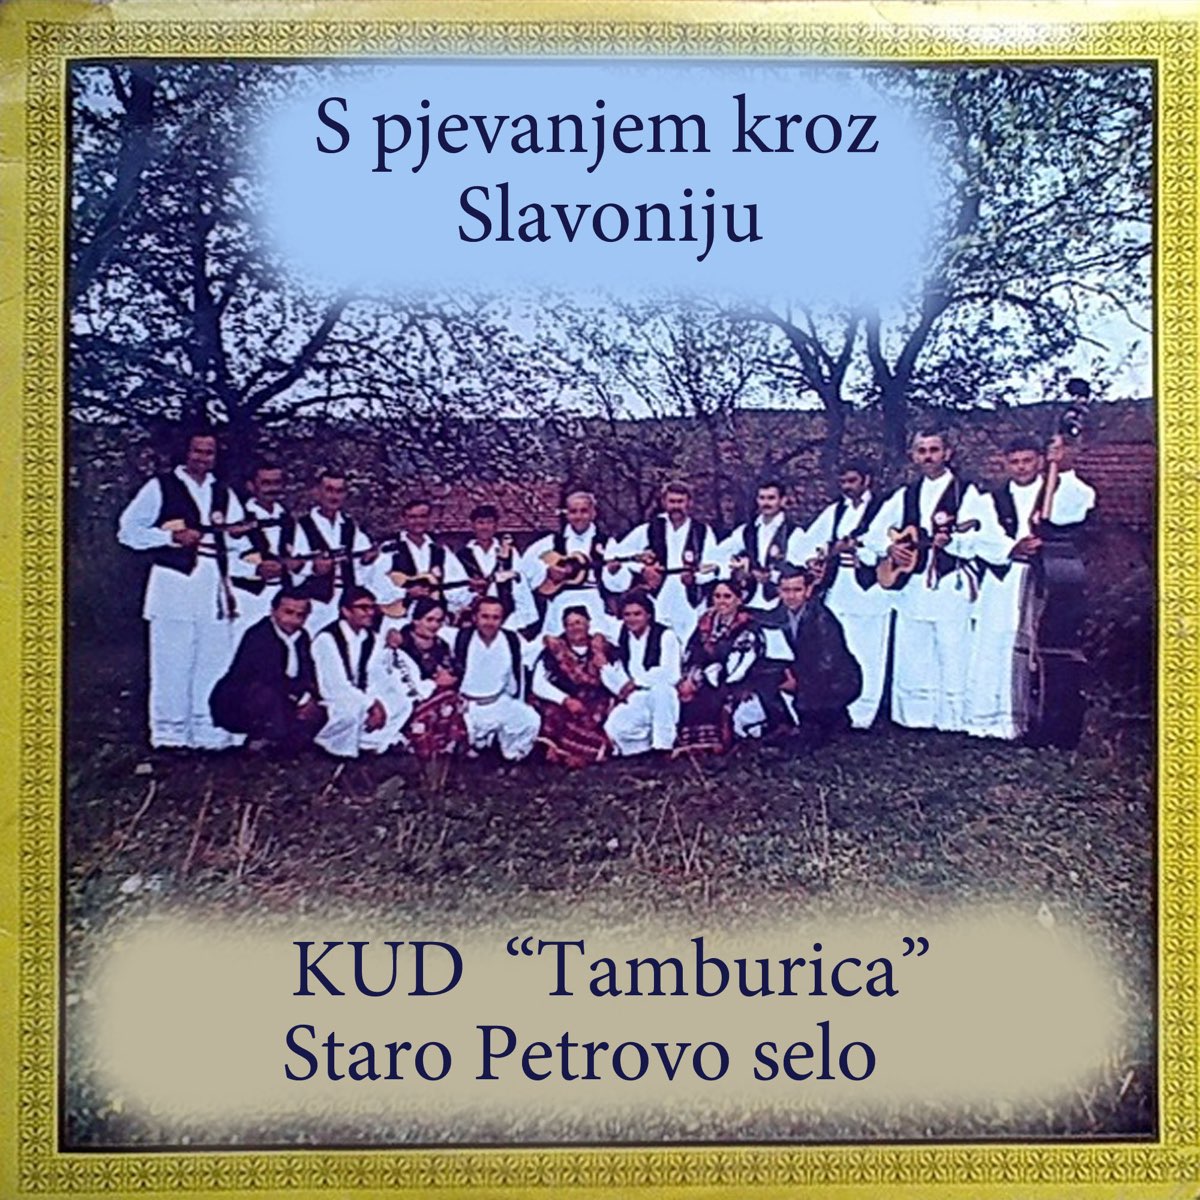 S pjevanjem kroz
Slavoniju
KUD “Tamburica”
Staro Petrovo selo